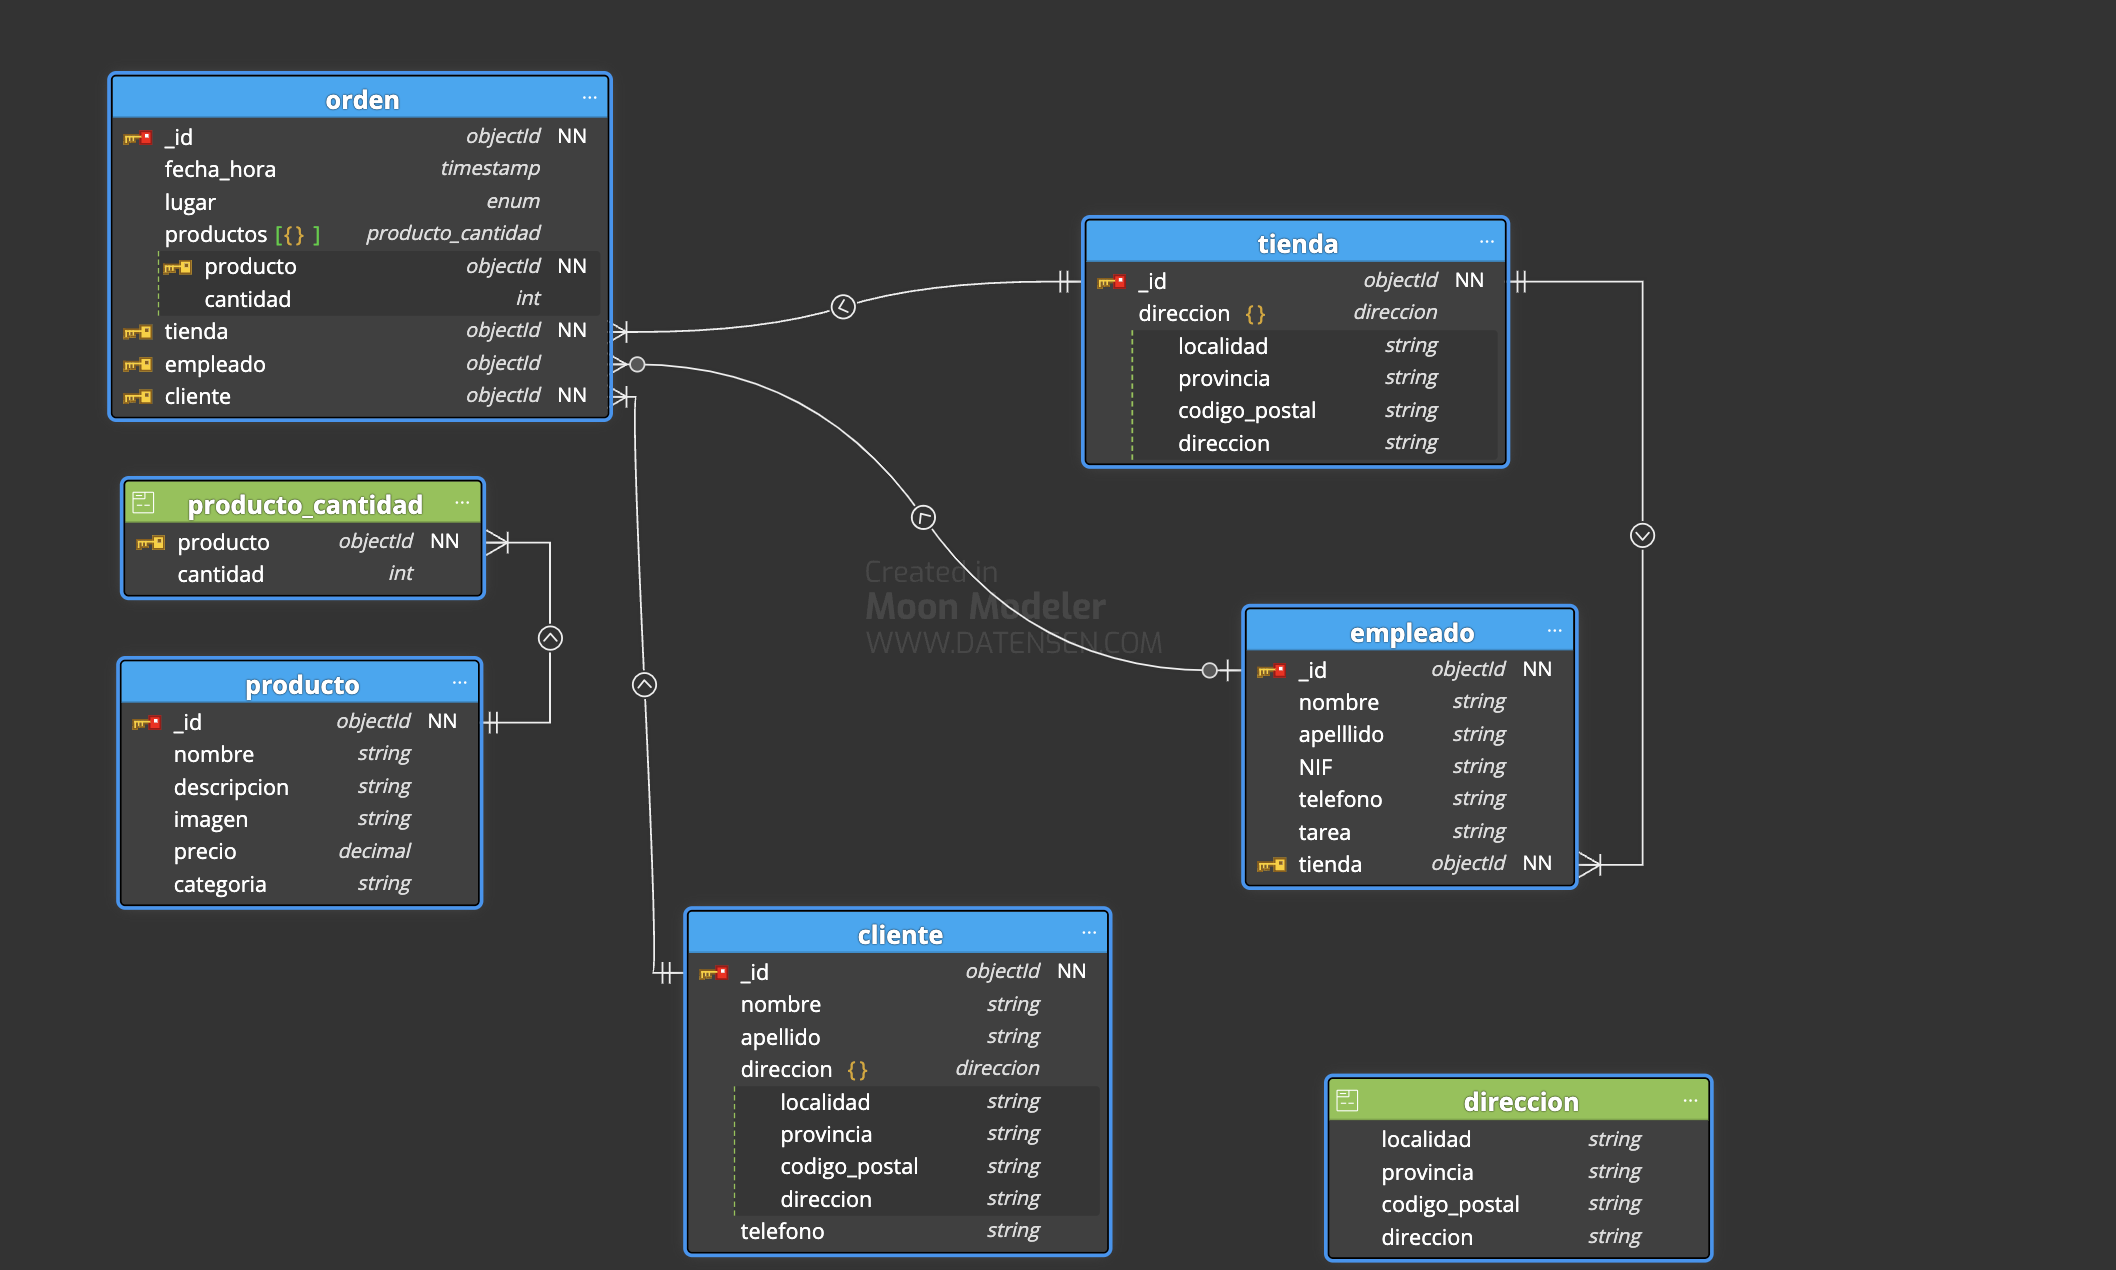 orden ...
_id objectId NN
fecha_hora timestamp
lugar enum
productos [{} ] producto_cantidad
producto objectId NN
cantidad int
tienda objectId NN
empleado objectId
cliente objectId NN
tienda ...
_id objectId NN
direccion {} direccion
localidad string
provincia string
codigo_postal string
direccion string
producto_cantidad ...
producto objectId NN
cantidad int
Created in
Moon Modeler
WWW.DATENSEN.COM
empleado ...
_id objectId NN
nombre string
apelllido string
NIF string
telefono string
tarea string
tienda objectId NN
producto ...
_id objectId NN
nombre string
descripcion string
imagen string
precio decimal
categoria string
cliente ...
_id objectId NN
nombre string
apellido string
direccion {} direccion
localidad string
provincia string
codigo_postal string
direccion string
telefono string
direccion ...
localidad string
provincia string
codigo_postal string
direccion string